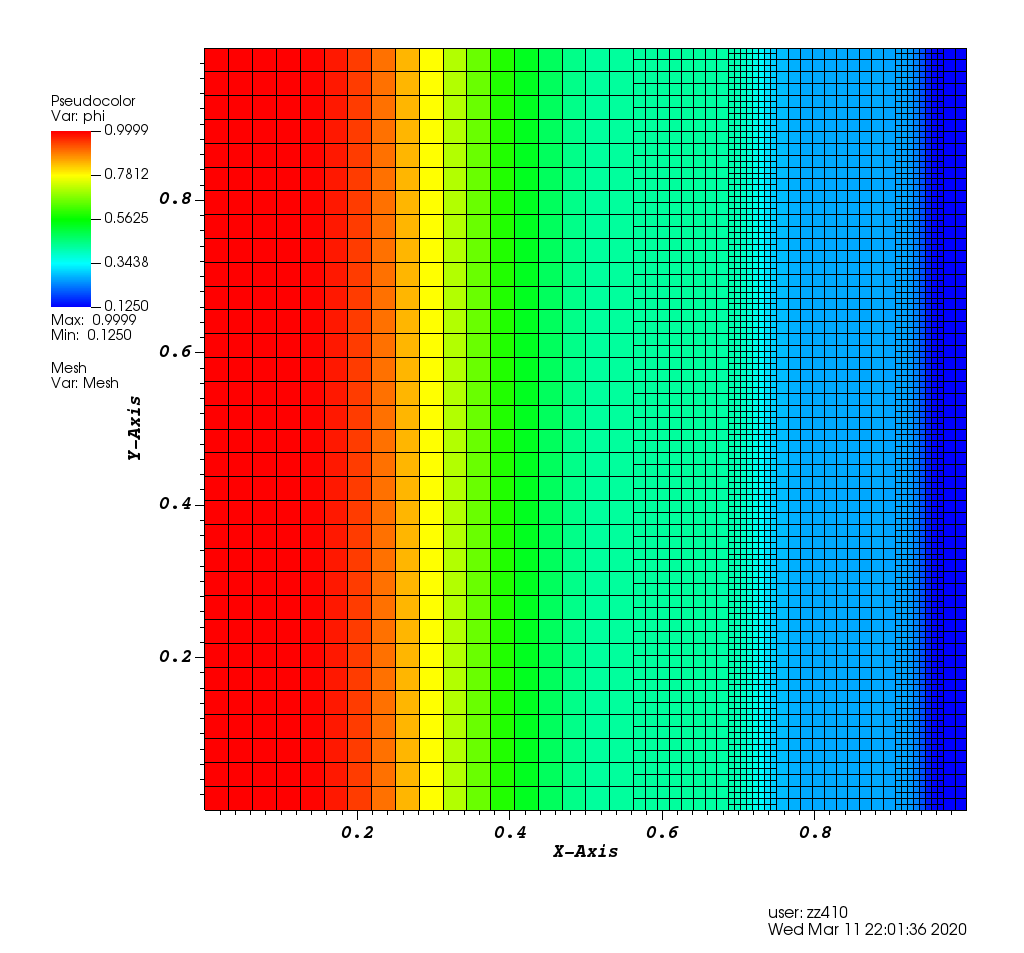 Pseudocolor
Var: phi
0.9999
0.7812
0.5625
0.3438
0.1250
Max: 0.9999
Min: 0.1250
Mesh
Var: Mesh
Y-Axis
0.8
0.6
0.4
0.2
0.2 0.4 0.6 0.8
X-Axis
user: zz410
Wed Mar 11 22:01:36 2020